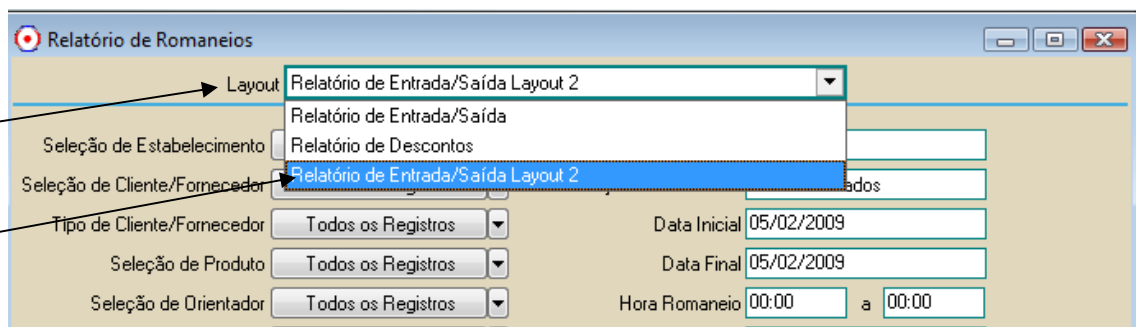 Relatório de Romaneios
Layout Relatório de Entrada/Saída Layout 2
Relatório de Entrada/Saída
Relatório de Descontos
Relatório de Entrada/Saída Layout 2
Seleção de Estabelecimento
Seleção de Cliente/Fornecedor
Tipo de Cliente/Fornecedor Todos os Registros Data Inicial 05/02/2009
Seleção de Produto Todos os Registros Data Final 05/02/2009
Seleção de Orientador Todos os Registros Hora Romaneio 00:00 a 00:00